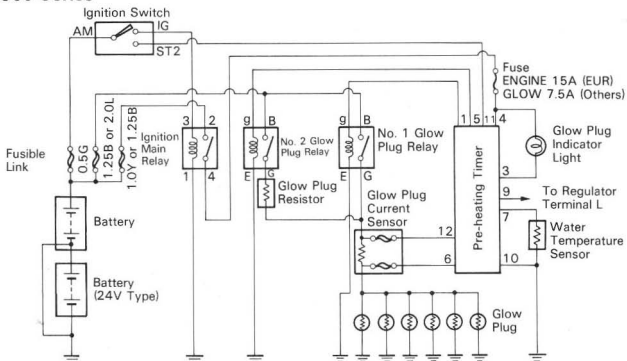 Ignition Switch
AM
IG
ST2
Fuse
ENGINE 15A (EUR)
GLOW 7.5A (Others)
Fusible
Link
0.5G
1.25B or 2.0L
1.0Y or 1.25B
3 2
Ignition
Main
Relay
1 4
g B
No. 2 Glow
Plug Relay
E G
Glow Plug
Resistor
g B
No. 1 Glow
Plug Relay
E G
Glow Plug
Current
Sensor
1 5 11 4
Pre-heating Timer
12
6
3
9
7
10
Glow Plug
Indicator
Light
To Regulator
Terminal L
Water
Temperature
Sensor
Battery
Battery
(24V Type)
Glow
Plug